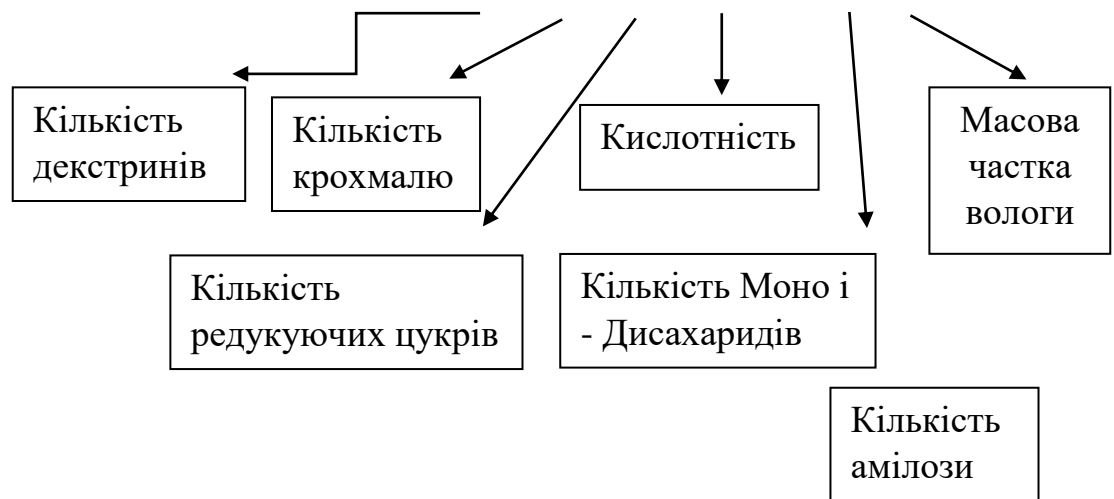 Кількість
декстринів
Кількість
крохмалю
Кислотність
Масова
частка
вологи
Кількість
редукуючих цукрів
Кількість Моно і
- Дисахаридів
Кількість
амілози